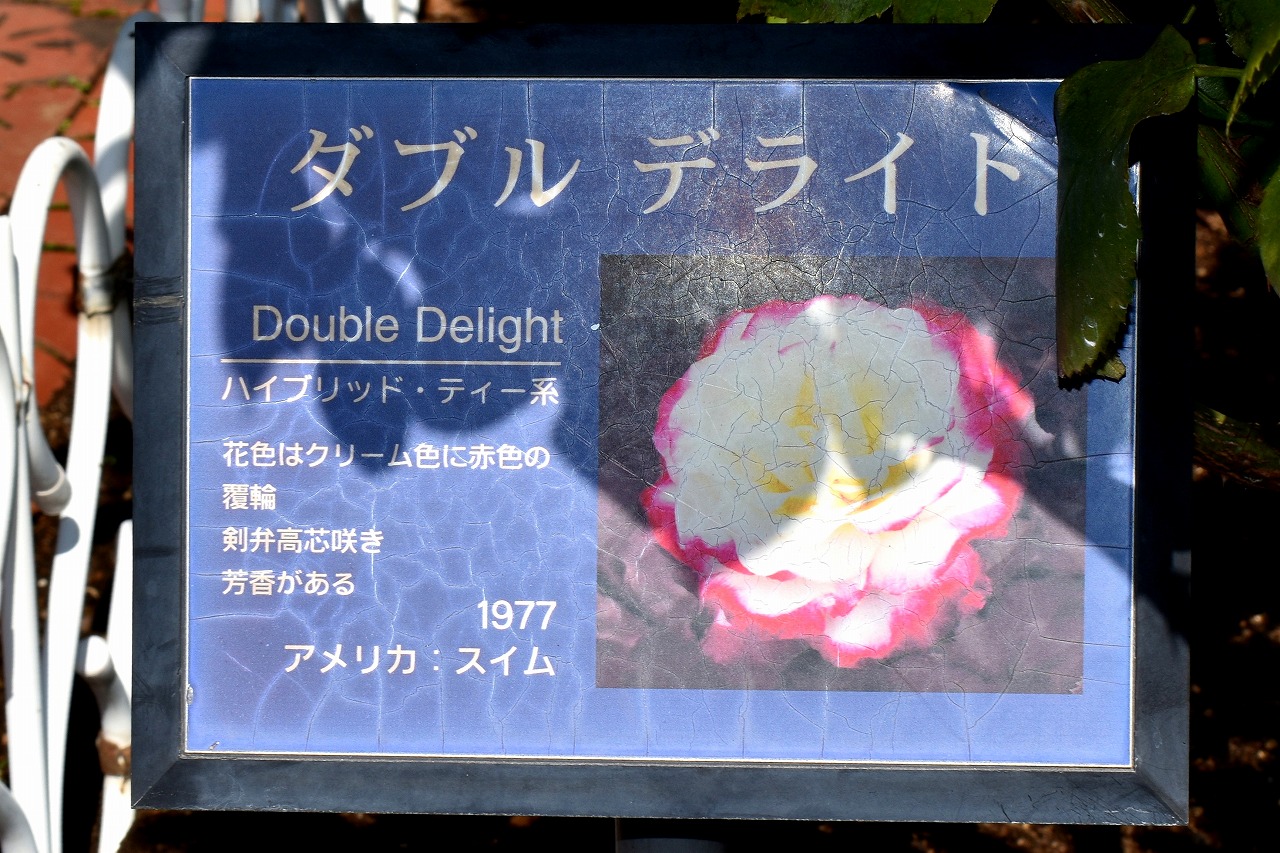 ダブル デライト
Double Delight
ハイブリッド・ティー系
花色はクリーム色に赤色の
覆輪
剣弁高芯咲き
芳香がある
1977
アメリカ：スイム